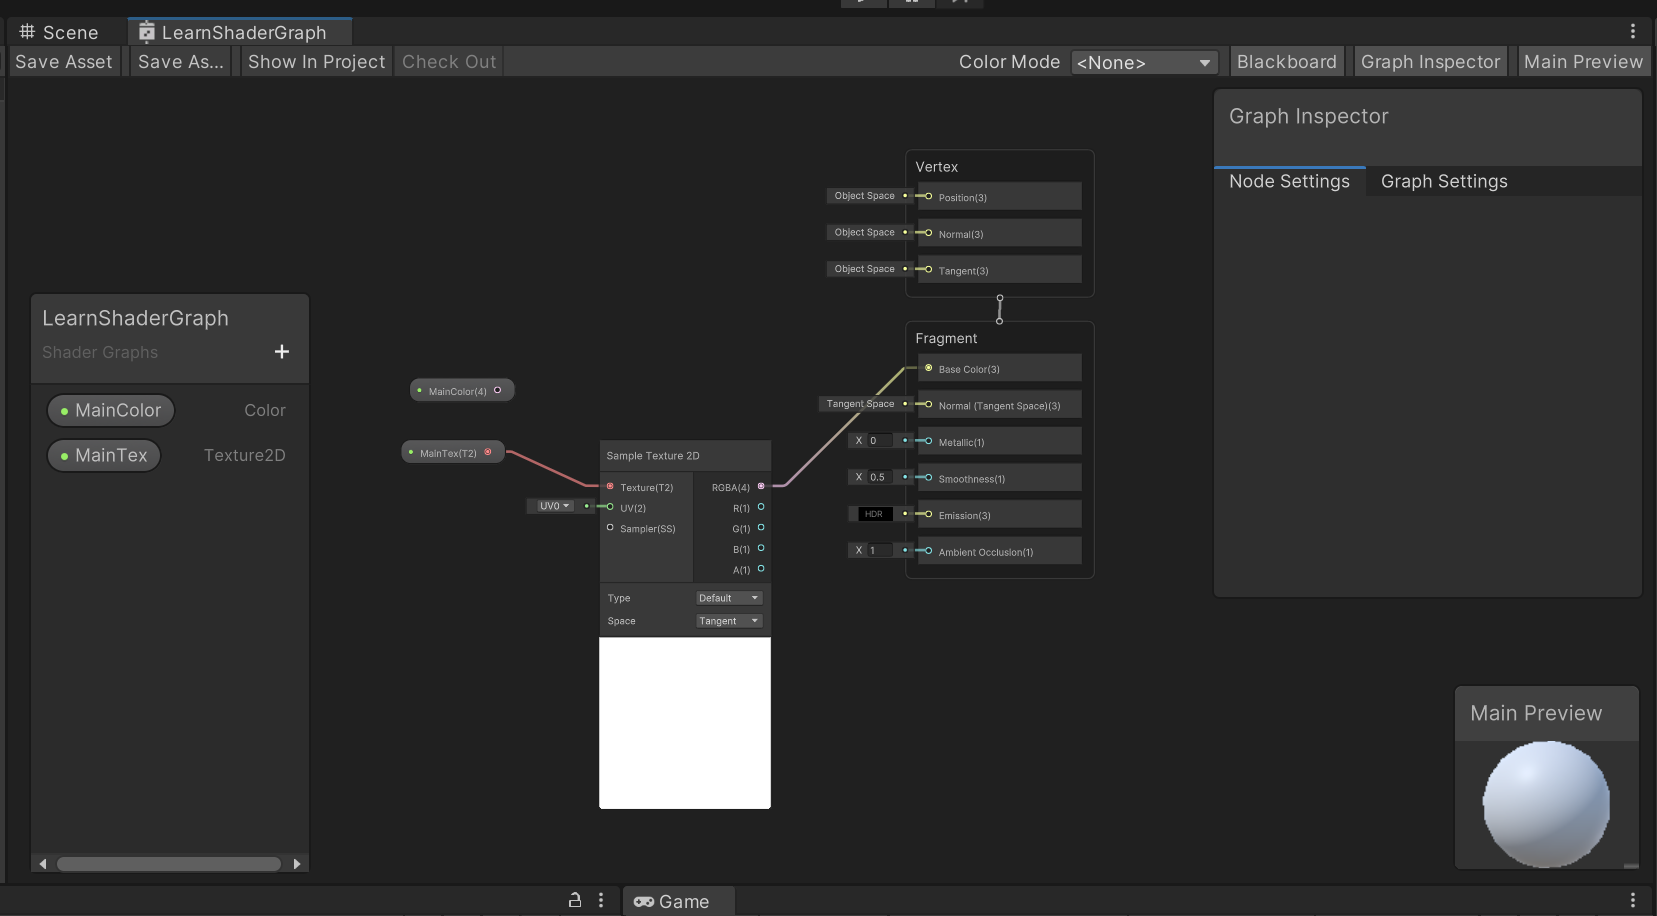 Scene
LearnShaderGraph
Save Asset
Save As...
Show In Project
Check Out
Color Mode
<None>
Blackboard
Graph Inspector
Main Preview
Graph Inspector
Node Settings
Graph Settings
Vertex
Object Space
Position(3)
Object Space
Normal(3)
Object Space
Tangent(3)
LearnShaderGraph
Shader Graphs
+
MainColor
Color
MainTex
Texture2D
MainColor(4)
MainTex(T2)
Sample Texture 2D
Texture(T2)
RGBA(4)
UV0
UV(2)
R(1)
Sampler(SS)
G(1)
B(1)
A(1)
Type
Default
Space
Tangent
Fragment
Base Color(3)
Tangent Space
Normal (Tangent Space)(3)
X 0
Metallic(1)
X 0.5
Smoothness(1)
HDR
Emission(3)
X 1
Ambient Occlusion(1)
Main Preview
Game